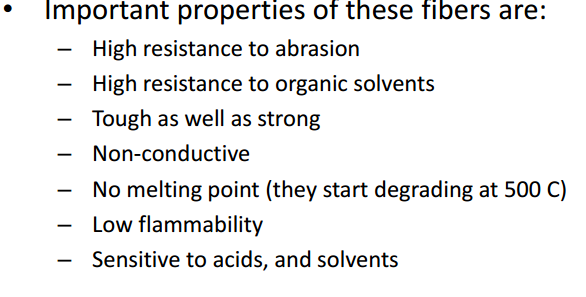 • Important properties of these fibers are:
– High resistance to abrasion
– High resistance to organic solvents
– Tough as well as strong
– Non-conductive
– No melting point (they start degrading at 500 C)
– Low flammability
– Sensitive to acids, and solvents